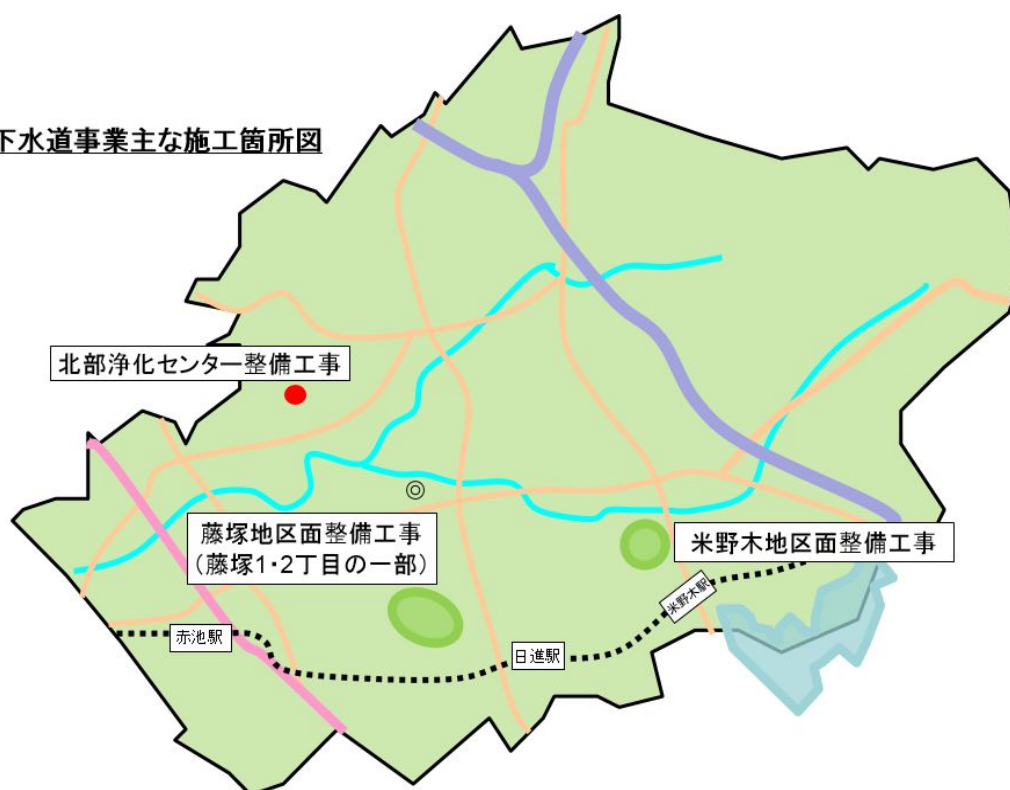 下水道事業主な施工箇所図
北部浄化センター整備工事
藤塚地区面整備工事
（藤塚1・2丁目の一部）
米野木地区面整備工事
米野木駅
赤池駅
日進駅